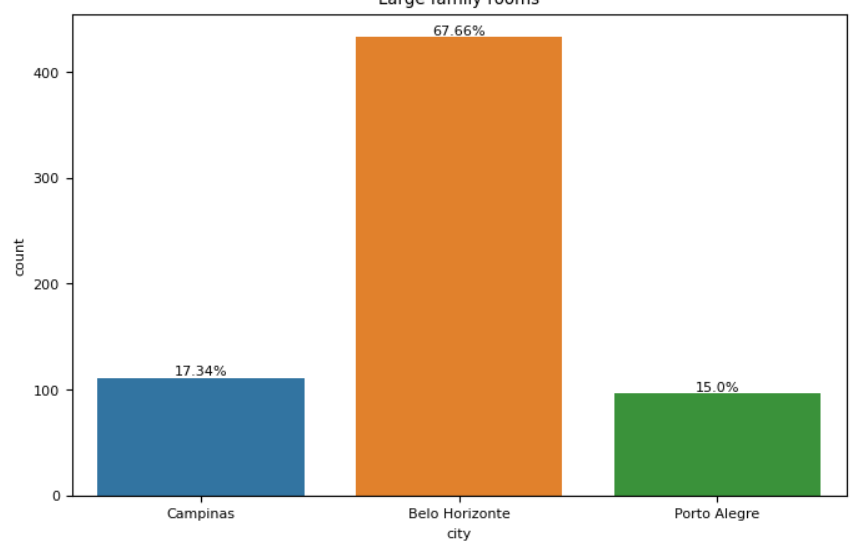 Large family rooms
67.66%
400
300
count
200
17.34%
15.0%
100
0
Campinas
Belo Horizonte
Porto Alegre
city